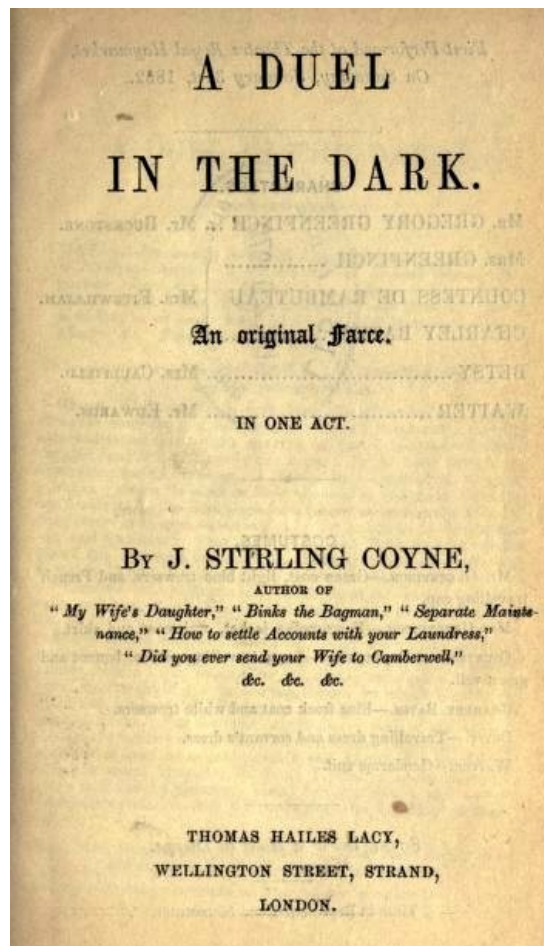 A DUEL
IN THE DARK.
An original Farce.
IN ONE ACT.
BY J. STIRLING COYNE,
AUTHOR OF
“My Wife's Daughter,” “Binks the Bagman,” “Separate Mainte-
nance,” “How to settle Accounts with your Laundress,”
“Did you ever send your Wife to Camberwell,”
&c. &c. &c.
THOMAS HAILES LACY,
WELLINGTON STREET, STRAND,
LONDON.